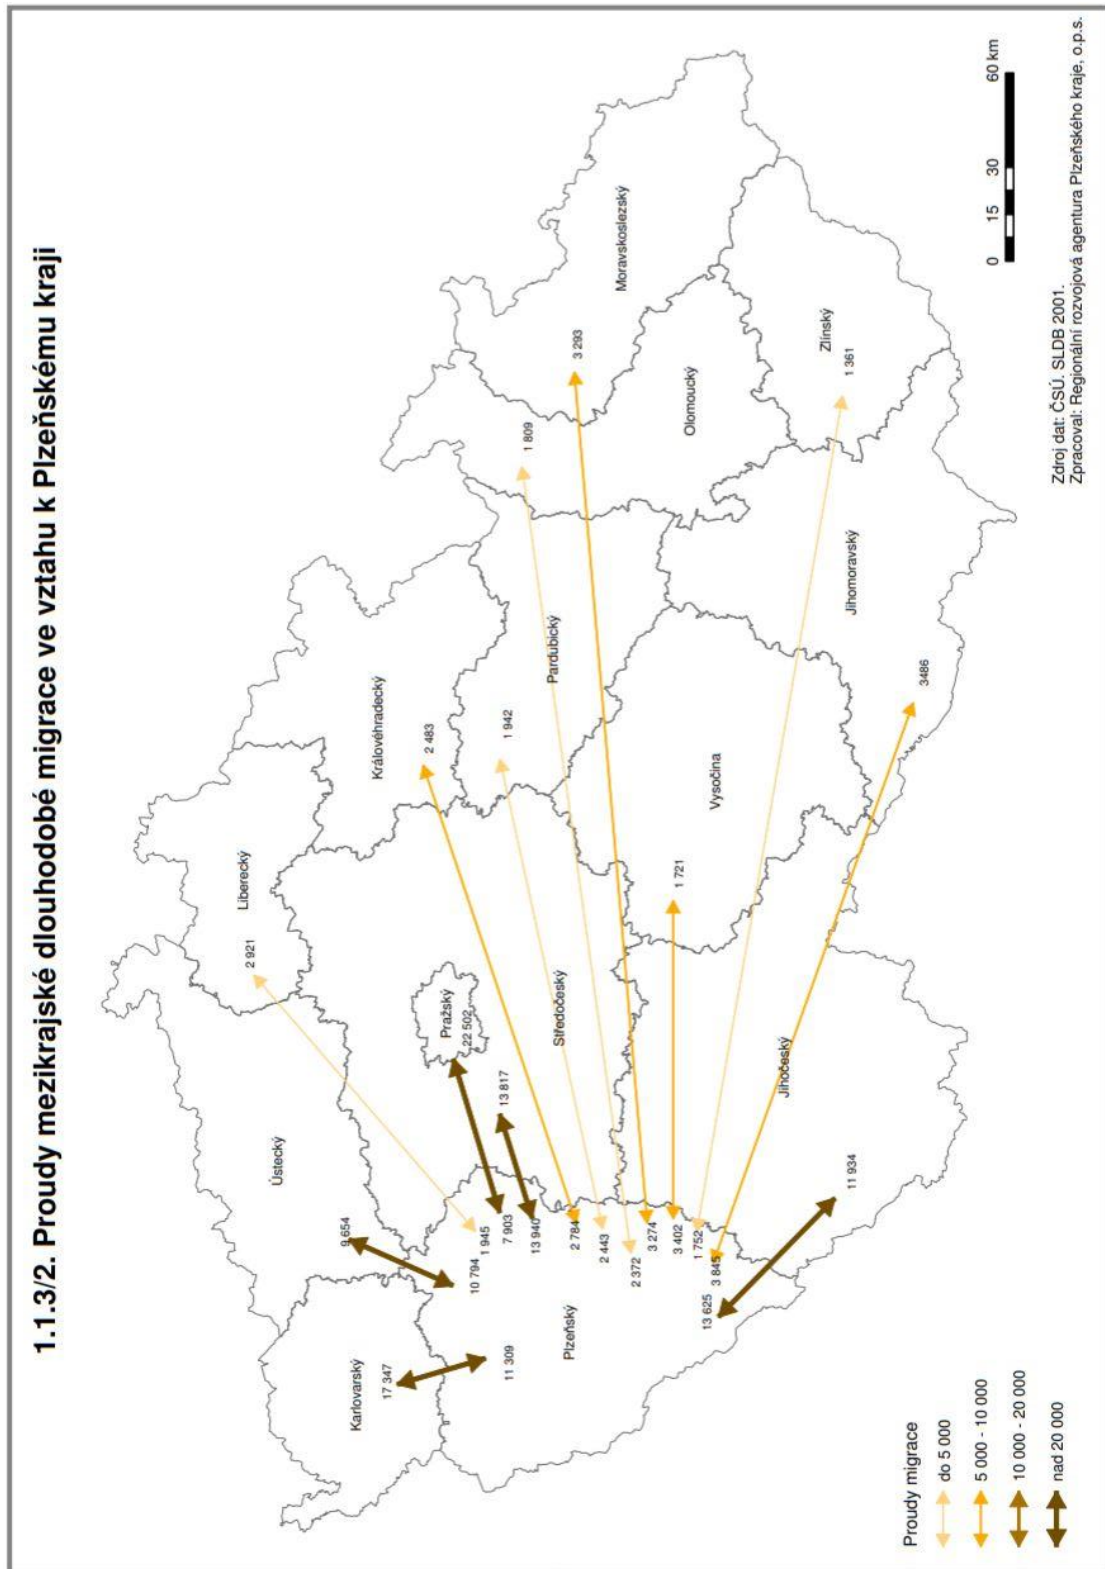 1.1.3/2. Proudy mezikrajské dlouhodobé migrace ve vztahu k Plzeňskému kraji
Liberecký
2 921
Ústecký
9 654
Karlovarský
17 347
Královéhradecký
2 483
Pražský
22 502
13 817
1 942
Pardubický
1 809
Moravskoslezský
3 293
Olomoucký
Středočeský
10 794
1 945
7 903
13 940
11 309
Plzeňský
2 784
2 443
2 372
3 274
3 402
1 752
3 845
13 625
1 721
Vysočina
Zlínský
1 361
Jihomoravský
3486
Jihočeský
11 934
Proudy migrace
do 5 000
5 000 - 10 000
10 000 - 20 000
nad 20 000
0 15 30 60 km
Zdroj dat: ČSÚ. SLDB 2001.
Zpracoval: Regionální rozvojová agentura Plzeňského kraje, o.p.s.